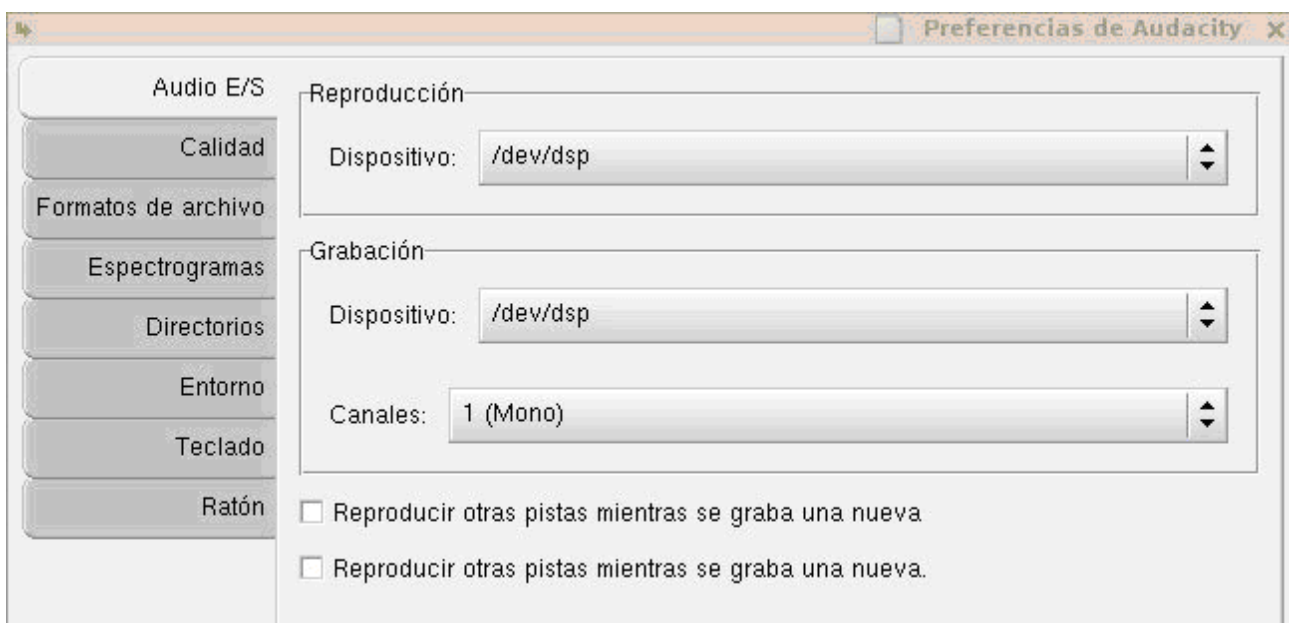 Preferencias de Audacity
Audio E/S
Calidad
Formatos de archivo
Espectrogramas
Directorios
Entorno
Teclado
Ratón
Reproducción
Dispositivo: /dev/dsp
Grabación
Dispositivo: /dev/dsp
Canales: 1 (Mono)
Reproducir otras pistas mientras se graba una nueva
Reproducir otras pistas mientras se graba una nueva.